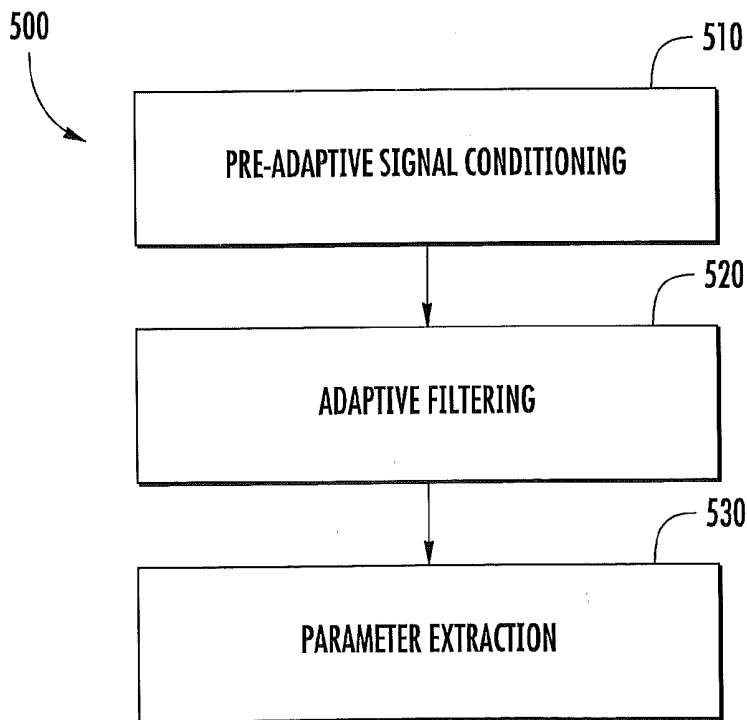 500
510
PRE-ADAPTIVE SIGNAL CONDITIONING
520
ADAPTIVE FILTERING
530
PARAMETER EXTRACTION